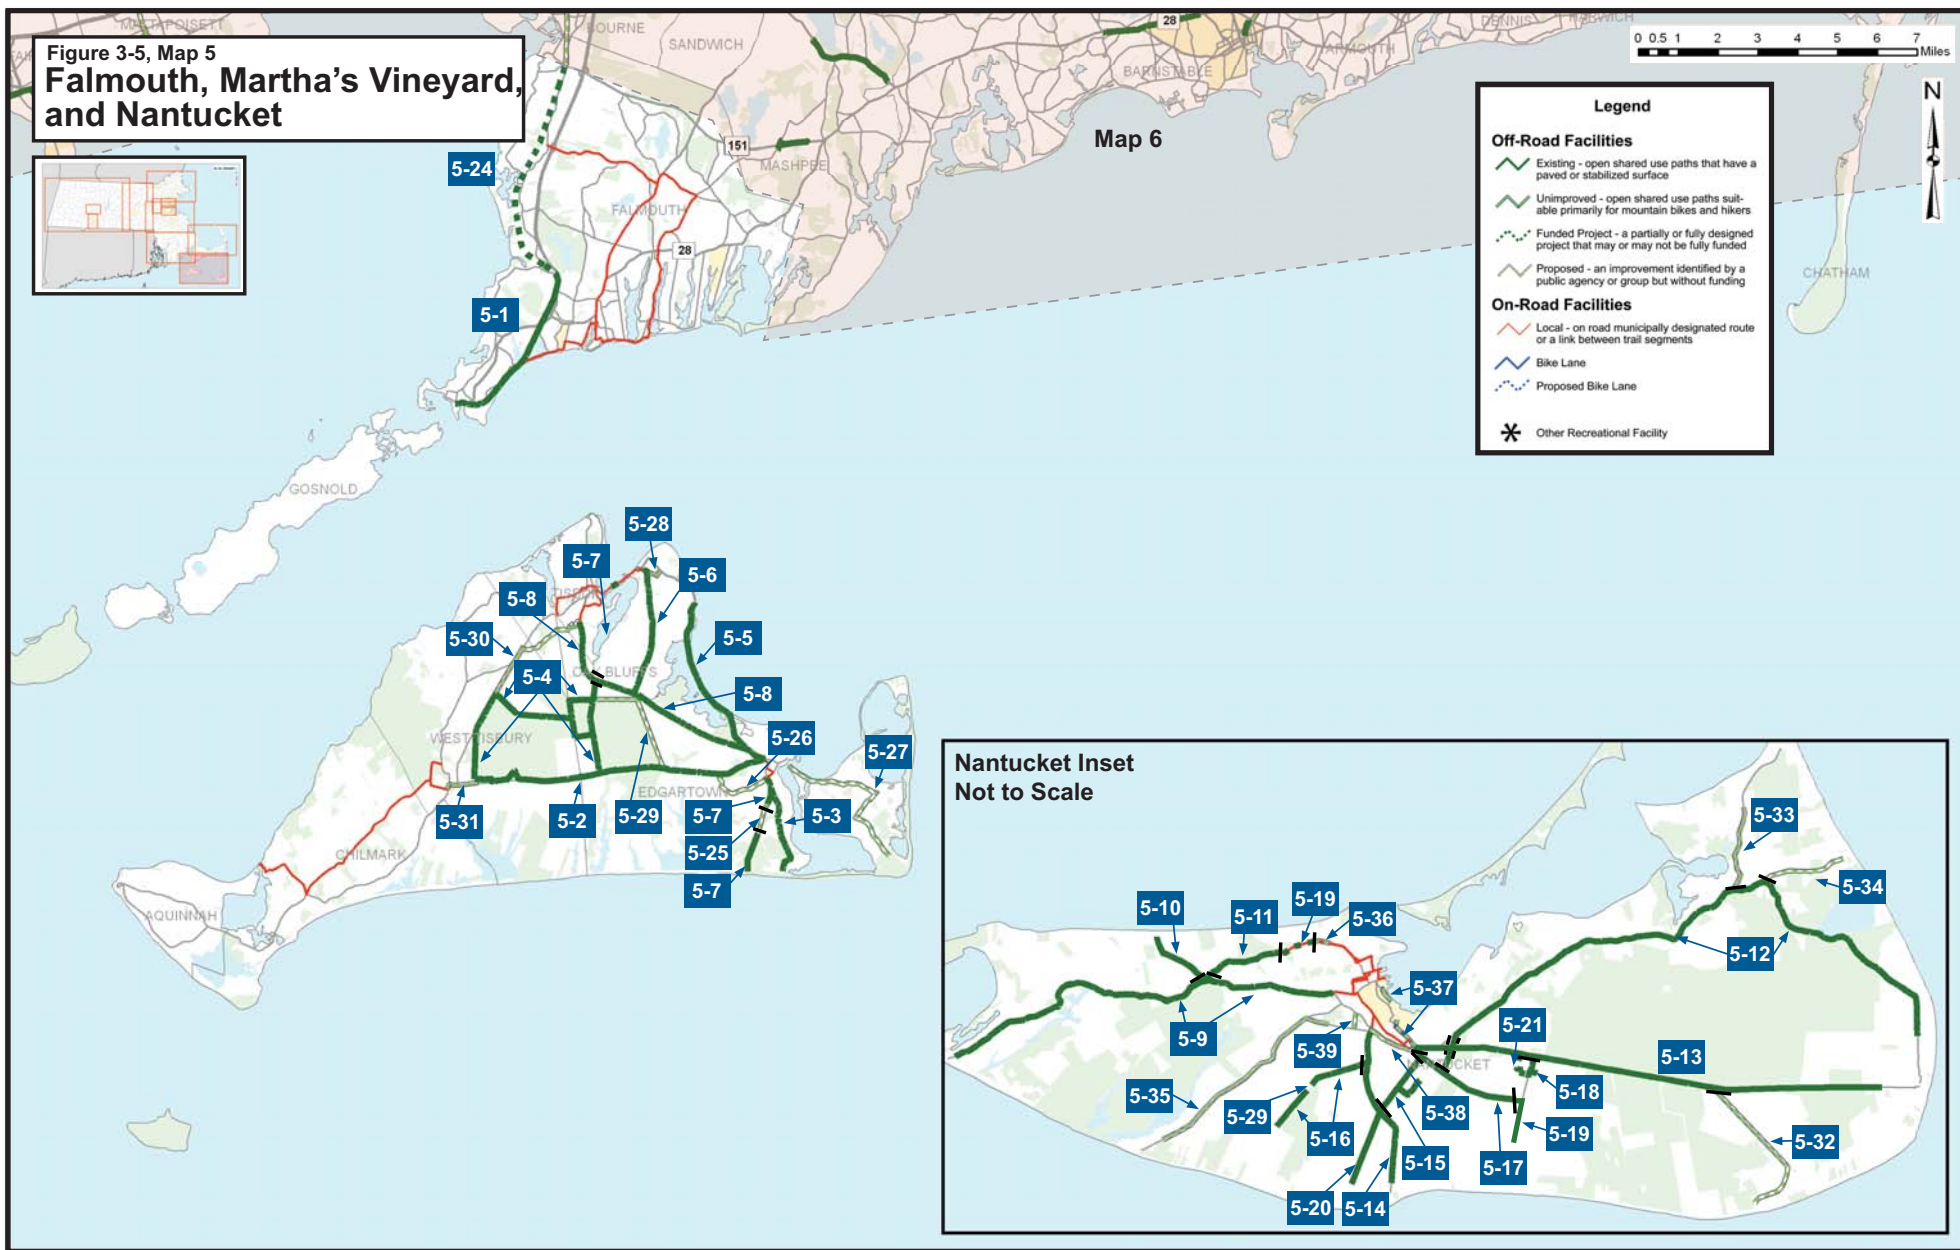 Figure 3-5, Map 5
Falmouth, Martha's Vineyard,
and Nantucket
BOURNE
SANDWICH
28
BARNSTABLE
YARMOUTH
DENNIS
HARWICH
0 0.5 1 2 3 4 5 6 7
Miles
N
151
MASHPEE
Map 6
CHATHAM
Legend
Off-Road Facilities
Existing - open shared use paths that have a
paved or stabilized surface
Unimproved - open shared use paths suit-
able primarily for mountain bikes and hikers
Funded Project - a partially or fully designed
project that may or may not be fully funded
Proposed - an improvement identified by a
public agency or group but without funding
On-Road Facilities
Local - on road municipally designated route
or a link between trail segments
Bike Lane
Proposed Bike Lane
Other Recreational Facility
5-24
FALMOUTH
28
5-1
GOSNOLD
5-28
5-7
5-6
5-8
5-30
5-5
5-4
OAK BLUFFS
5-8
WEST TISBURY
5-26
5-27
EDGARTOWN
5-31
5-2
5-29
5-7
5-3
5-25
5-7
CHILMARK
AQUINNAH
Nantucket Inset
Not to Scale
5-33
5-34
5-10
5-11
5-19
5-36
5-12
5-37
5-9
5-39
5-21
5-13
NANTUCKET
5-35
5-29
5-16
5-38
5-18
5-19
5-32
5-15
5-17
5-20
5-14